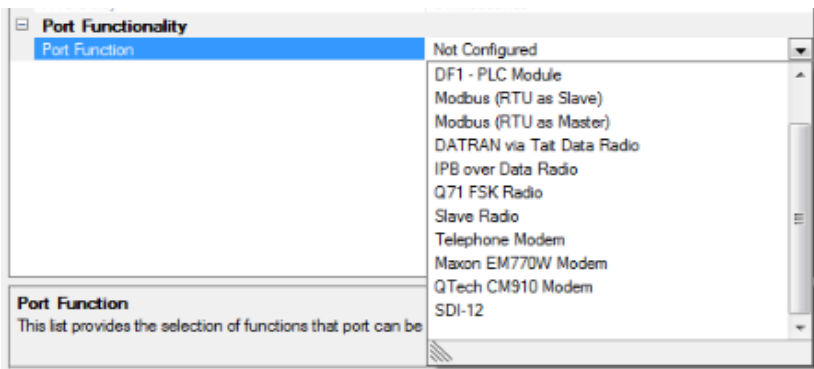 Port Functionality
Port Function Not Configured
DF1 - PLC Module
Modbus (RTU as Slave)
Modbus (RTU as Master)
DATRAN via Tait Data Radio
IPB over Data Radio
Q71 FSK Radio
Slave Radio
Telephone Modem
Maxon EM770W Modem
QTech CM910 Modem
SDI-12
Port Function
This list provides the selection of functions that port can be